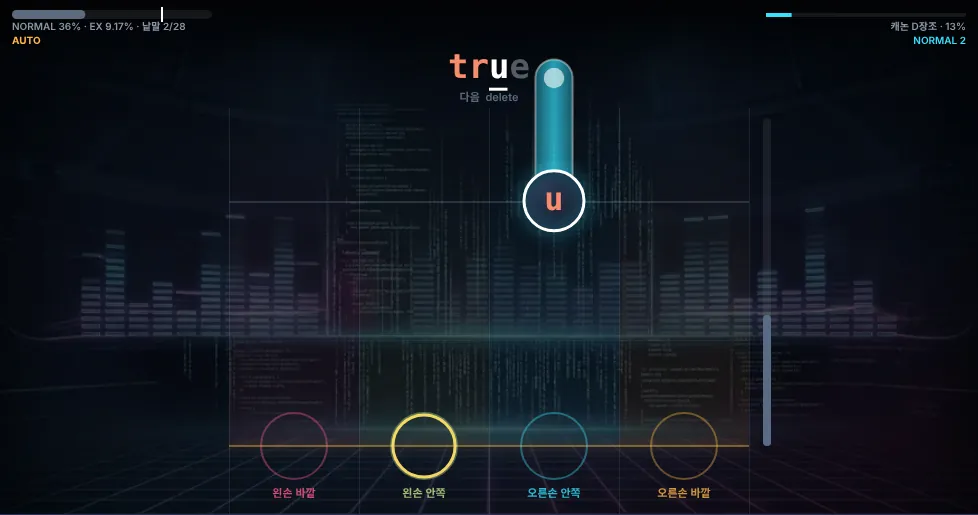 NORMAL 36% · EX 9.17% · 낱말 2/28
AUTO
캐논 D장조 · 13%
NORMAL 2
true
다음 delete
u
왼손 바깥
왼손 안쪽
오른손 안쪽
오른손 바깥